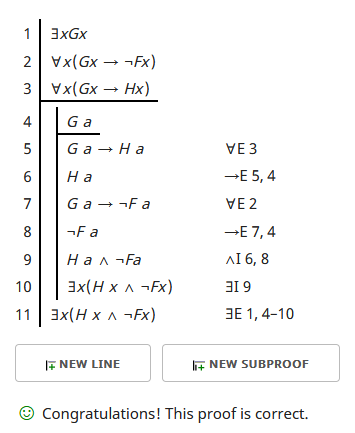 1 ∃xGx
2 ∀x(Gx → ¬Fx)
3 ∀x(Gx → Hx)
4 G a
5 G a → H a ∀E 3
6 H a →E 5, 4
7 G a → ¬F a ∀E 2
8 ¬F a →E 7, 4
9 H a ∧ ¬Fa ∧I 6, 8
10 ∃x(H x ∧ ¬Fx) ∃I 9
11 ∃x(H x ∧ ¬Fx) ∃E 1, 4–10
NEW LINE NEW SUBPROOF
Congratulations! This proof is correct.